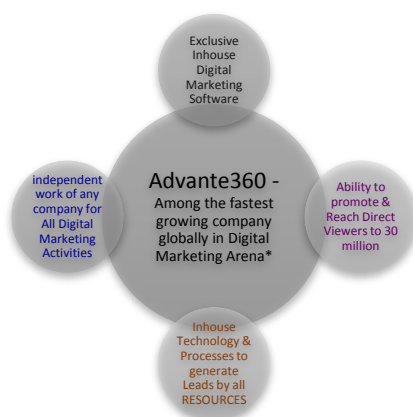 Exclusive
Inhouse
Digital
Marketing
Software
independent
work of any
company for
All Digital
Marketing
Activities
Advante360 -
Among the fastest
growing company
globally in Digital
Marketing Arena*
Ability to
promote &
Reach Direct
Viewers to 30
million
Inhouse
Technology &
Processes to
generate
Leads by all
RESOURCES